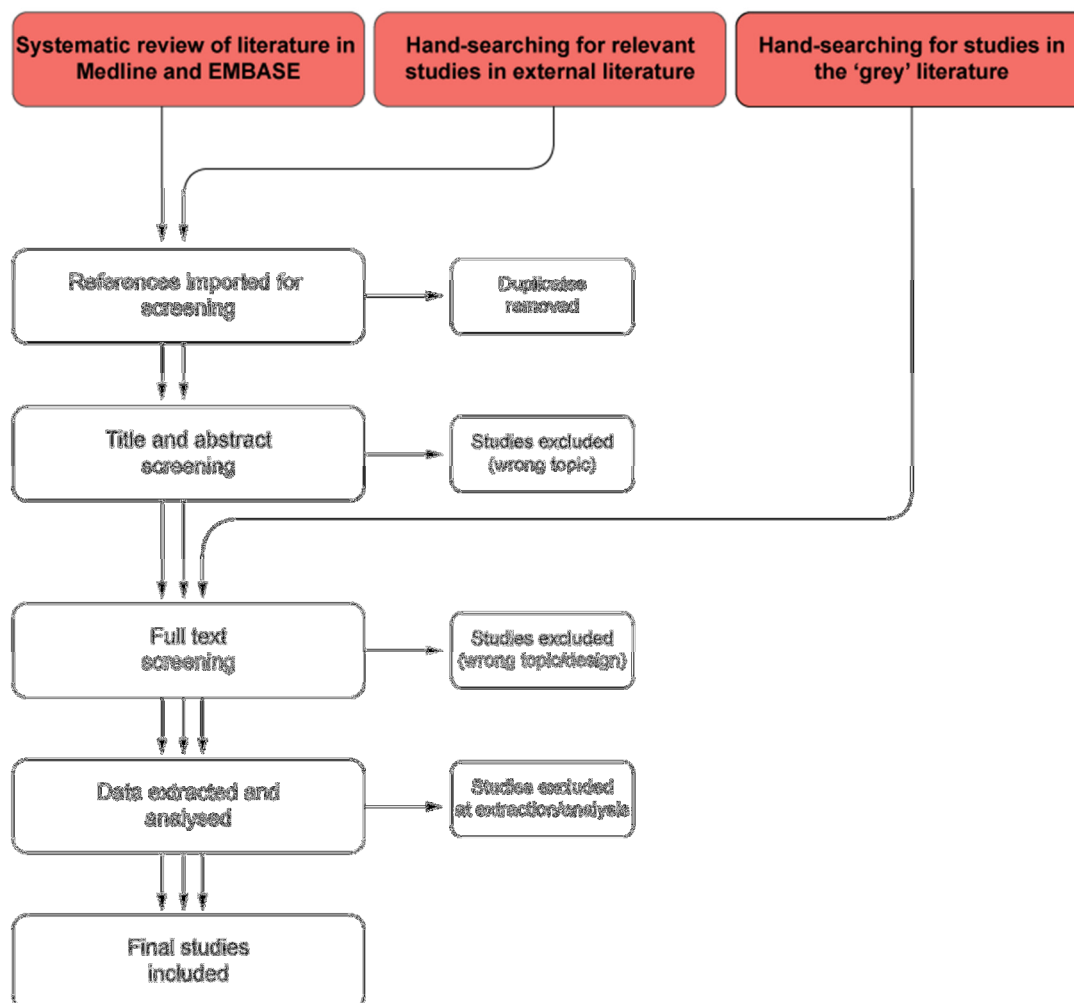 Systematic review of literature in
Medline and EMBASE
Hand-searching for relevant
studies in external literature
Hand-searching for studies in
the ‘grey’ literature
References imported for
screening
Duplicates
removed
Title and abstract
screening
Studies excluded
(wrong topic)
Full text
screening
Studies excluded
(wrong topic/design)
Data extracted and
analysed
Studies excluded
at extraction/analysis
Final studies
included